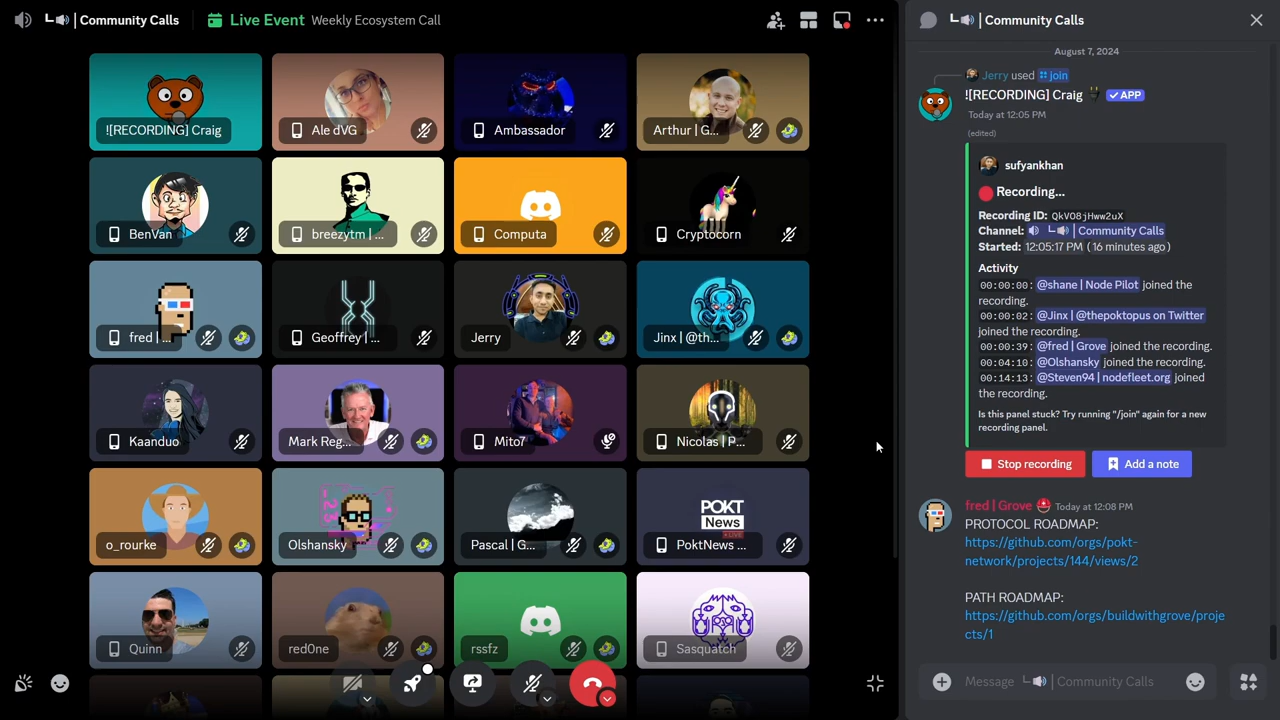 ┗🔊 | Community Calls
Live Event Weekly Ecosystem Call
![RECORDING] Craig
Ale dVG
Ambassador
Arthur | G...
BenVan
breezytm | ...
Computa
Cryptocorn
fred | ...
Geoffrey | ...
Jerry
Jinx | @th...
Kaanduo
Mark Reg...
Mito7
Nicolas | P...
o_rourke
Olshansky
Pascal | G...
POKT
News
LIVE
PoktNews ...
Quinn
red0ne
rssfz
Sasquatch
┗🔊 | Community Calls
August 7, 2024
Jerry used join
![RECORDING] Craig APP
Today at 12:05 PM
(edited)
sufyankhan
Recording...
Recording ID: QkVO8jHww2uX
Channel: ┗🔊 | Community Calls
Started: 12:05:17 PM (16 minutes ago)
Activity
00:00:00: @shane | Node Pilot joined the
recording.
00:00:02: @Jinx | @thepoktopus on Twitter
joined the recording.
00:00:39: @fred | Grove joined the recording.
00:04:10: @Olshansky joined the recording.
00:14:13: @Steven94 | nodefleet.org joined
the recording.
Is this panel stuck? Try running "/join" again for a new
recording panel.
Stop recording
Add a note
fred | Grove Today at 12:08 PM
PROTOCOL ROADMAP:
https://github.com/orgs/pokt-
network/projects/144/views/2
PATH ROADMAP:
https://github.com/orgs/buildwithgrove/proje
cts/1
Message ┗🔊 | Community Calls